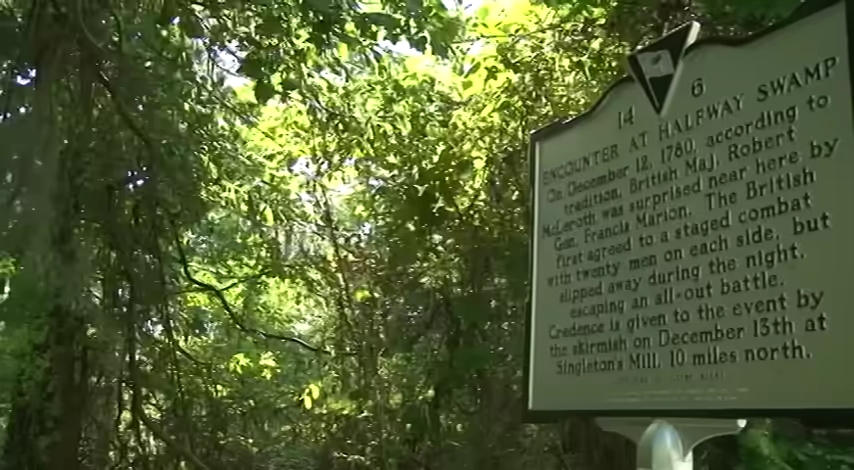 14 6
ENCOUNTER AT HALFWAY SWAMP
On December 12, 1780, according to
tradition, British Maj. Robert
McLeroth was surprised near here by
Gen. Francis Marion. The British
first agreed to a staged combat
with twenty men on each side, but
slipped away during the night,
escaping an all-out battle.
Credence is given to the event by
the skirmish on December 13th at
Singleton's Mill, 10 miles north.